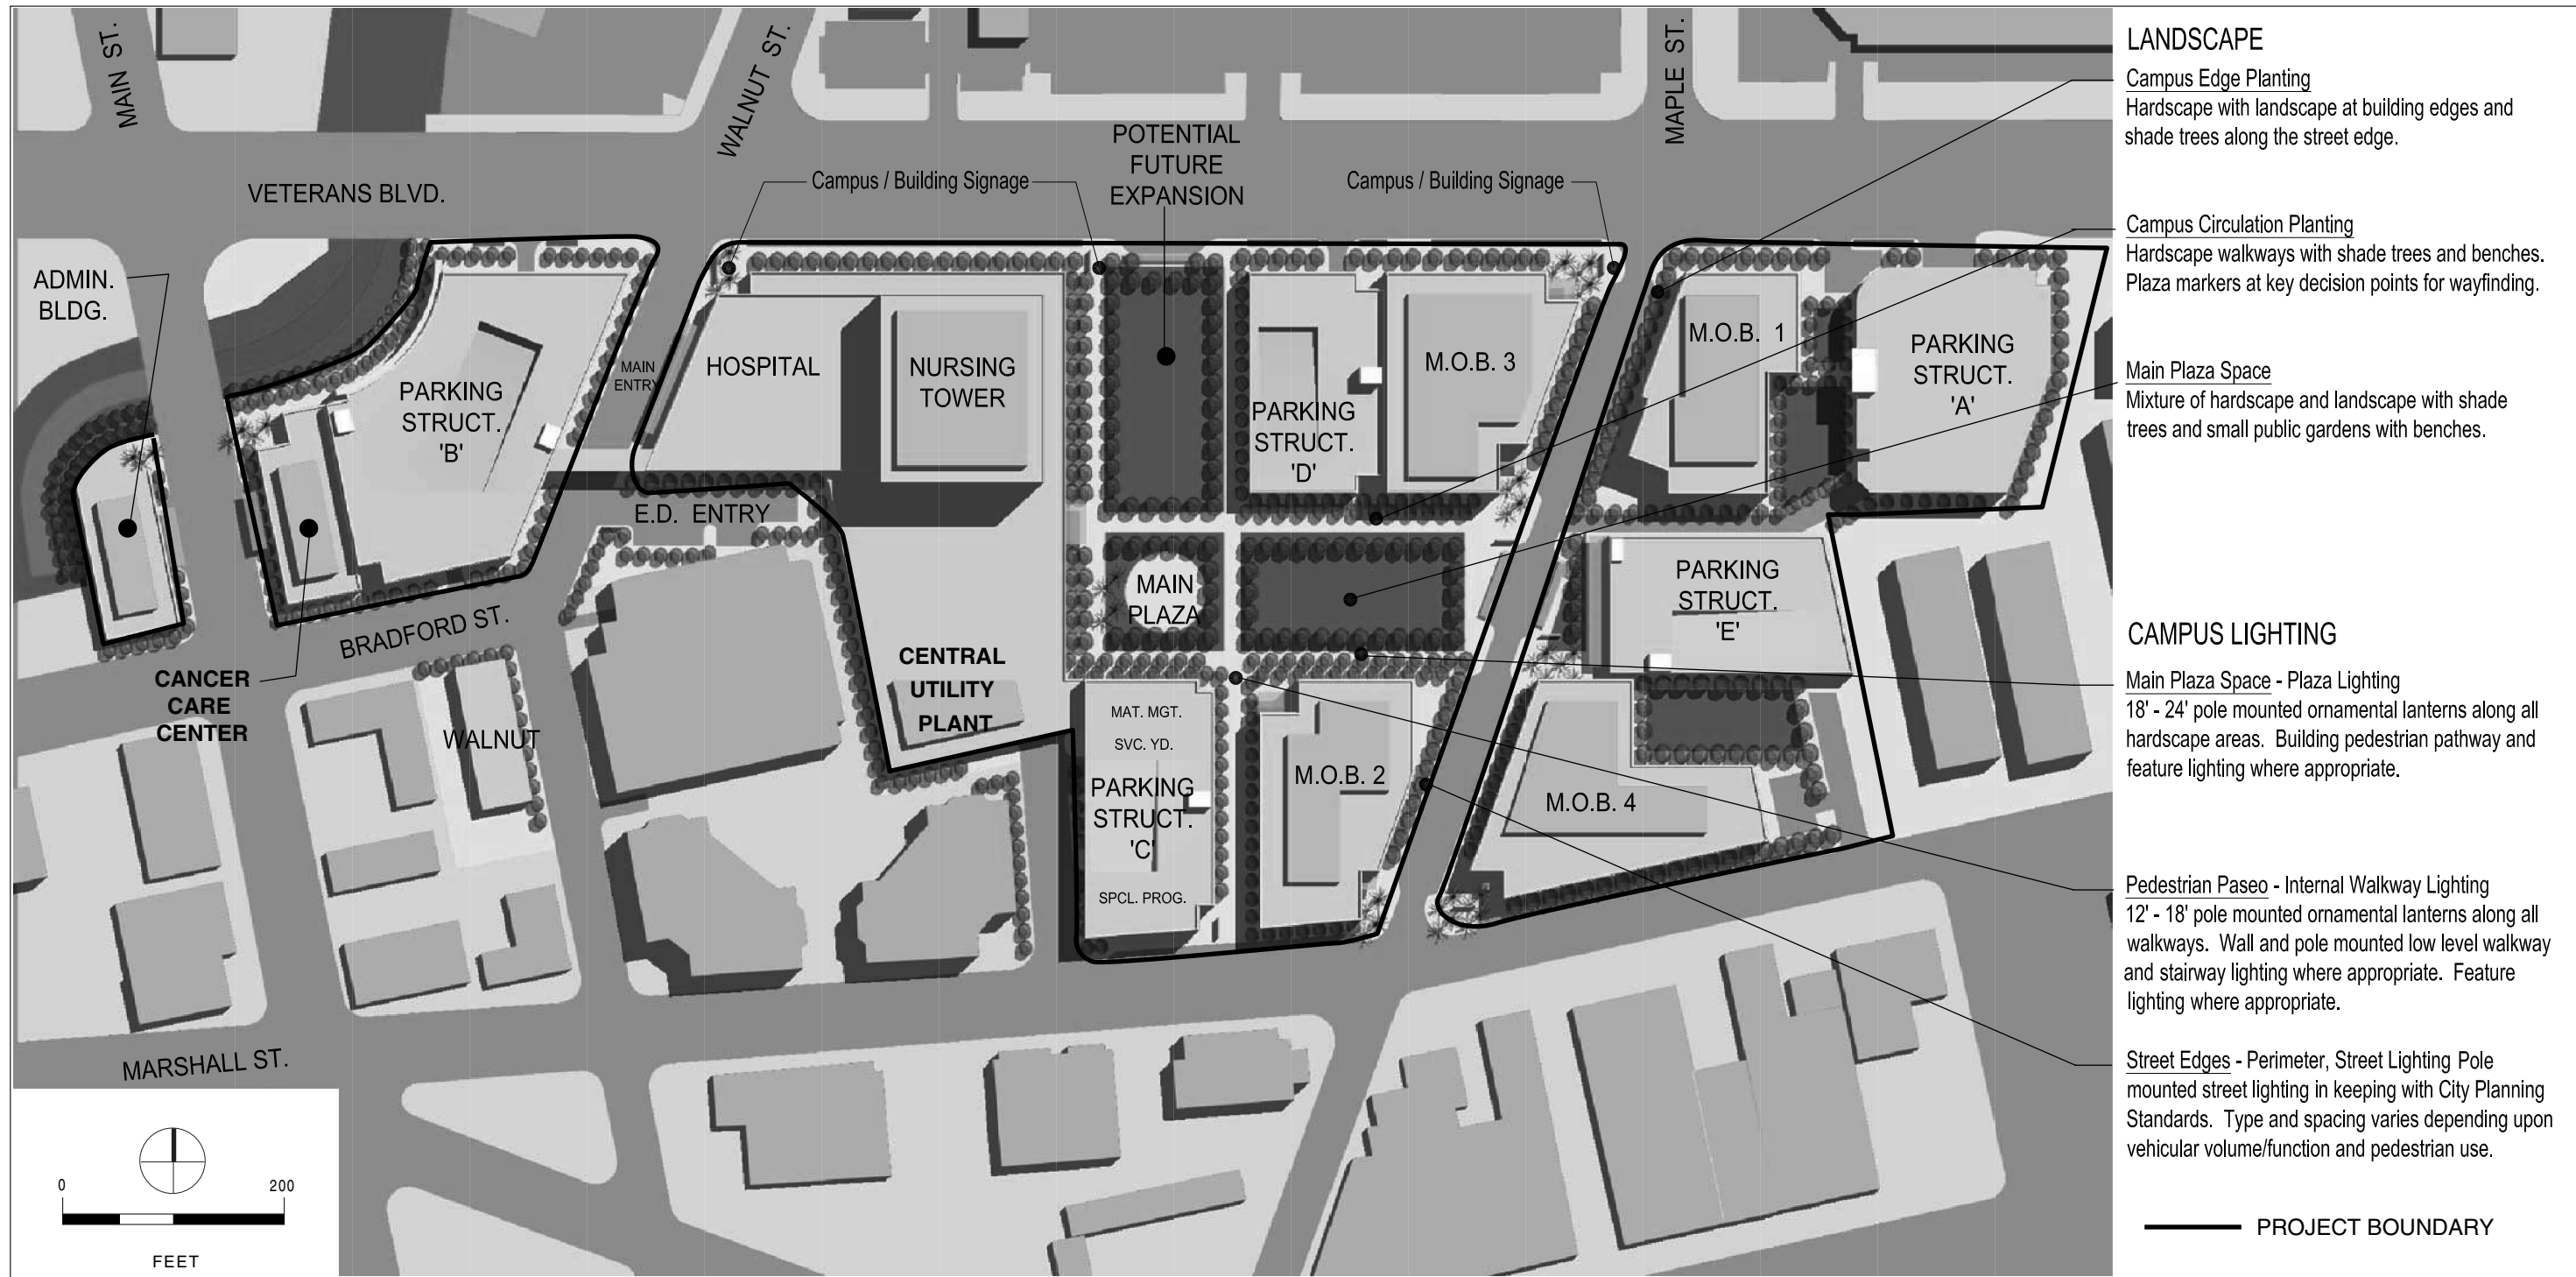 MAIN ST.
WALNUT ST.
MAPLE ST.
VETERANS BLVD.
Campus / Building Signage
POTENTIAL
FUTURE
EXPANSION
Campus / Building Signage
ADMIN.
BLDG.
PARKING
STRUCT.
'B'
MAIN
ENTRY
HOSPITAL
NURSING
TOWER
PARKING
STRUCT.
'D'
M.O.B. 3
M.O.B. 1
PARKING
STRUCT.
'A'
E.D. ENTRY
MAIN
PLAZA
PARKING
STRUCT.
'E'
BRADFORD ST.
CANCER
CARE
CENTER
WALNUT
CENTRAL
UTILITY
PLANT
MAT. MGT.
SVC. YD.
PARKING
STRUCT.
'C'
SPCL. PROG.
M.O.B. 2
M.O.B. 4
MARSHALL ST.
0 200
FEET
LANDSCAPE
Campus Edge Planting
Hardscape with landscape at building edges and
shade trees along the street edge.
Campus Circulation Planting
Hardscape walkways with shade trees and benches.
Plaza markers at key decision points for wayfinding.
Main Plaza Space
Mixture of hardscape and landscape with shade
trees and small public gardens with benches.
CAMPUS LIGHTING
Main Plaza Space - Plaza Lighting
18' - 24' pole mounted ornamental lanterns along all
hardscape areas. Building pedestrian pathway and
feature lighting where appropriate.
Pedestrian Paseo - Internal Walkway Lighting
12' - 18' pole mounted ornamental lanterns along all
walkways. Wall and pole mounted low level walkway
and stairway lighting where appropriate. Feature
lighting where appropriate.
Street Edges - Perimeter, Street Lighting Pole
mounted street lighting in keeping with City Planning
Standards. Type and spacing varies depending upon
vehicular volume/function and pedestrian use.
PROJECT BOUNDARY